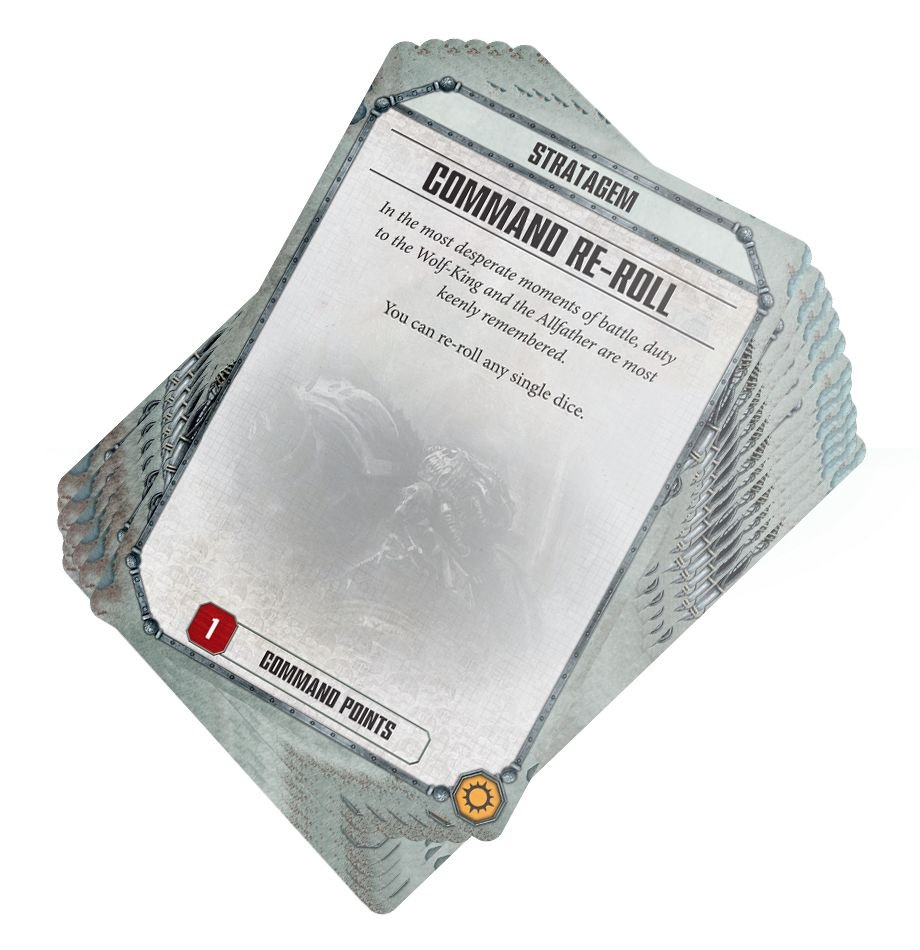 STRATAGEM
COMMAND RE-ROLL
In the most desperate moments of battle, duty
to the Wolf-King and the Allfather are most
keenly remembered.
You can re-roll any single dice.
1
COMMAND POINTS